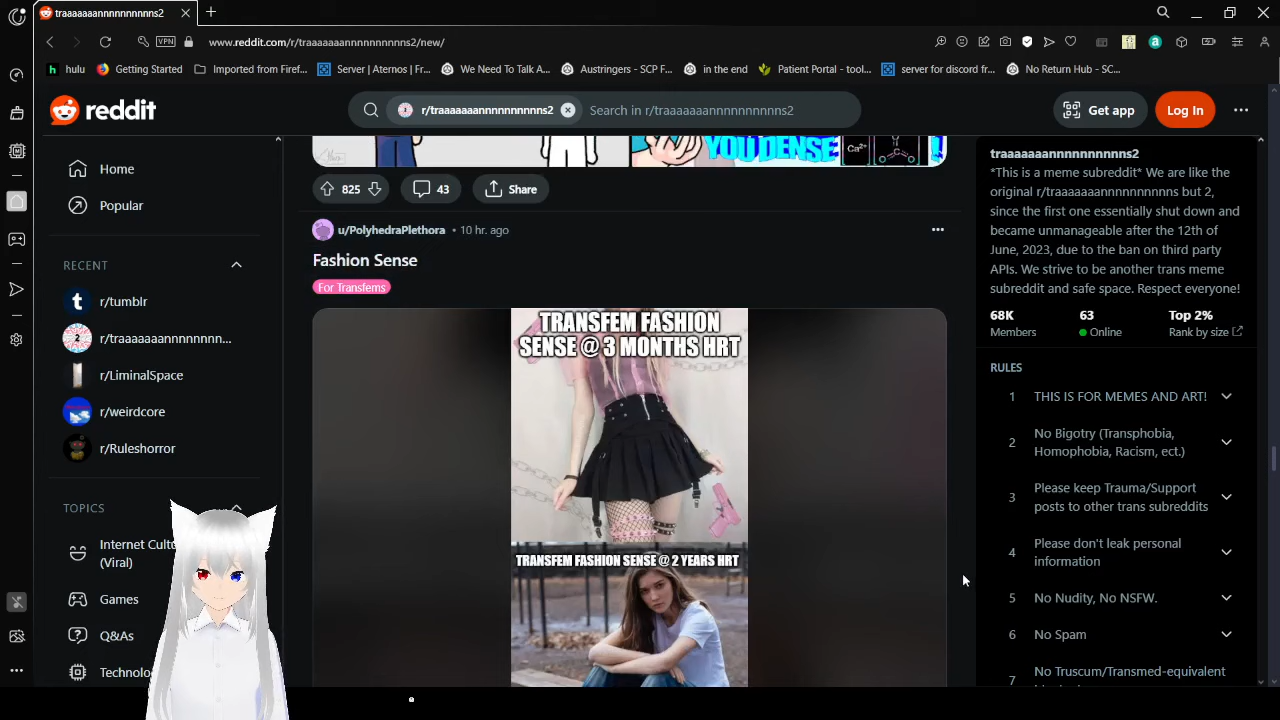 traaaaaaannnnnnnnnns2
VPN
www.reddit.com/r/traaaaaaannnnnnnnnns2/new/
hulu
Getting Started
Imported from Firef...
Server | Aternos | Fr...
We Need To Talk A...
Austringers - SCP F...
in the end
Patient Portal - tool...
server for discord fr...
No Return Hub - SC...
reddit
r/traaaaaaannnnnnnnnns2
Search in r/traaaaaaannnnnnnnnns2
Get app
Log In
Home
Popular
RECENT
r/tumblr
r/traaaaaaannnnnnn...
r/LiminalSpace
r/weirdcore
r/Ruleshorror
TOPICS
Internet Cult
(Viral)
Games
Q&As
Technolo
YOU DENSE
Ca²⁺
!
825
43
Share
u/PolyhedraPlethora • 10 hr. ago
Fashion Sense
For Transfems
TRANSFEM FASHION
SENSE @ 3 MONTHS HRT
TRANSFEM FASHION SENSE @ 2 YEARS HRT
traaaaaaannnnnnnnnns2
*This is a meme subreddit* We are like the
original r/traaaaaaannnnnnnnnns but 2,
since the first one essentially shut down and
became unmanageable after the 12th of
June, 2023, due to the ban on third party
APIs. We strive to be another trans meme
subreddit and safe space. Respect everyone!
68K
Members
63
Online
Top 2%
Rank by size
RULES
1 THIS IS FOR MEMES AND ART!
2 No Bigotry (Transphobia,
Homophobia, Racism, ect.)
3 Please keep Trauma/Support
posts to other trans subreddits
4 Please don't leak personal
information
5 No Nudity, No NSFW.
6 No Spam
7 No Truscum/Transmed-equivalent